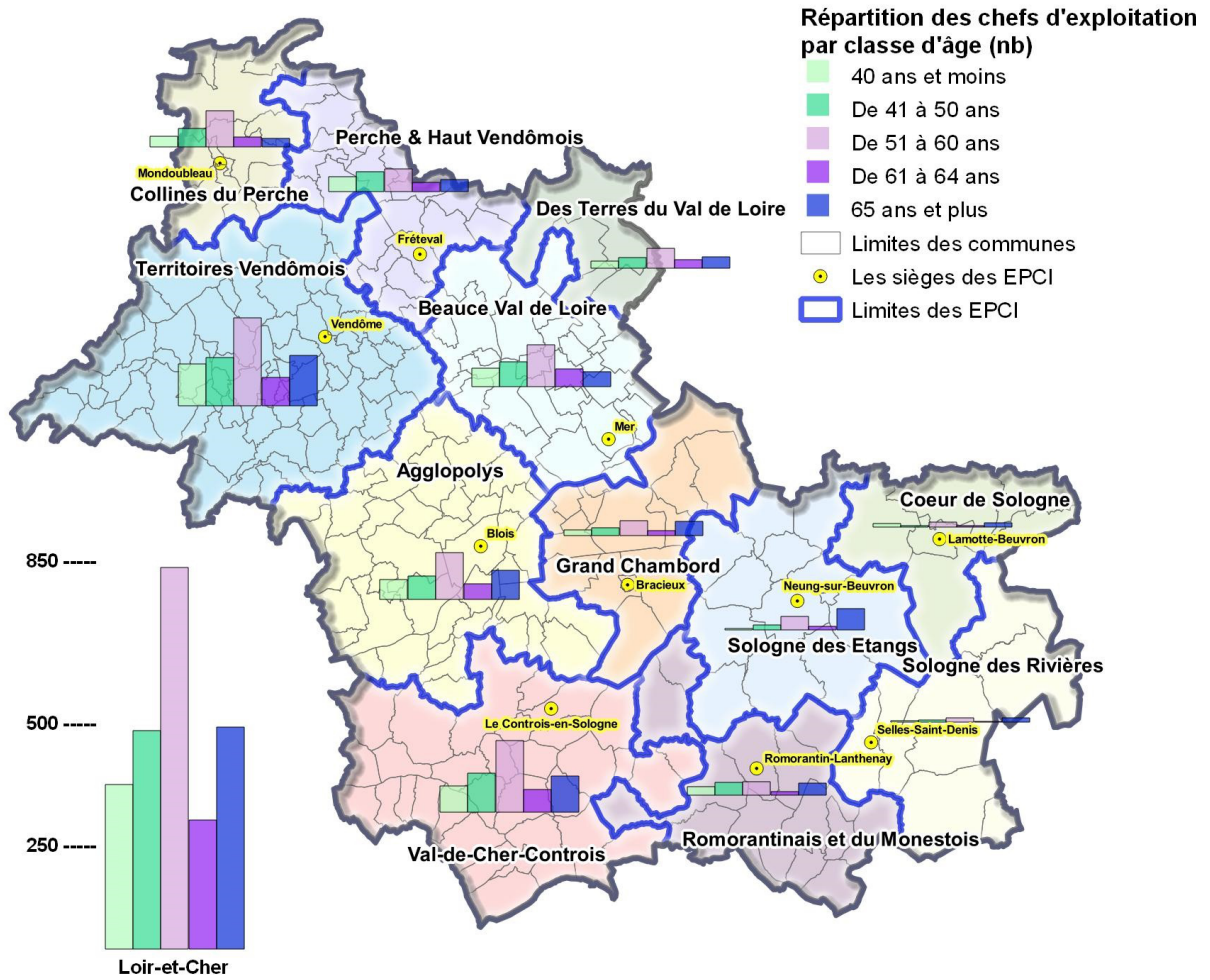 Répartition des chefs d'exploitation
par classe d'âge (nb)
40 ans et moins
De 41 à 50 ans
De 51 à 60 ans
De 61 à 64 ans
65 ans et plus
Limites des communes
Les sièges des EPCI
Limites des EPCI
Perche & Haut Vendômois
Mondoubleau
Collines du Perche
Des Terres du Val de Loire
Fréteval
Territoires Vendômois
Beauce Val de Loire
Vendôme
Mer
Agglopolys
Coeur de Sologne
Blois
Lamotte-Beuvron
850 -----
Grand Chambord
Bracieux
Neung-sur-Beuvron
Sologne des Etangs
Sologne des Rivières
500 -----
Le Controis-en-Sologne
Selles-Saint-Denis
Romorantin-Lanthenay
250 -----
Romorantinais et du Monestois
Val-de-Cher-Controis
Loir-et-Cher